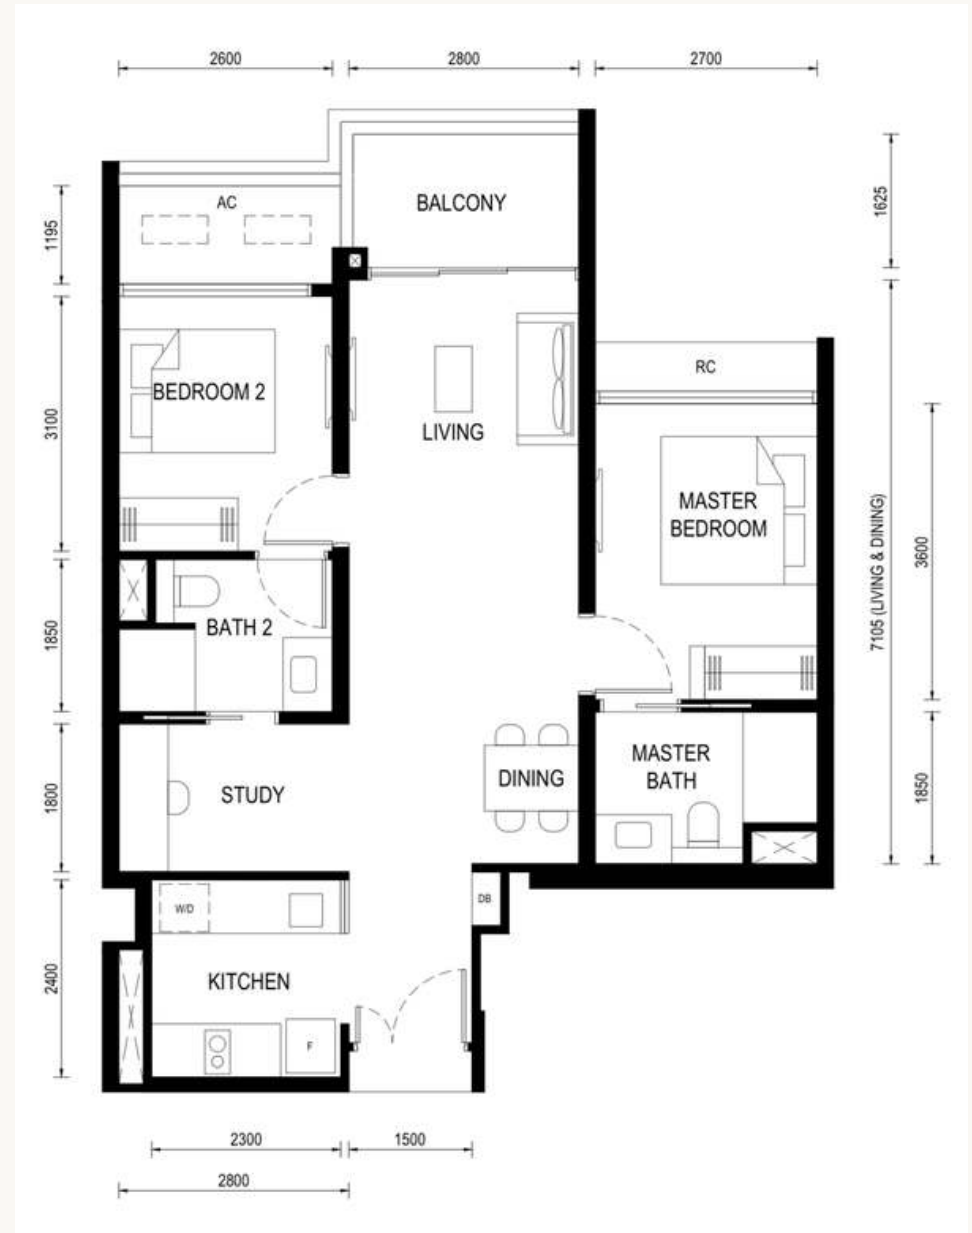 2600
2800
2700
AC
BALCONY
1195
1625
BEDROOM 2
3100
LIVING
RC
MASTER
BEDROOM
7105 (LIVING & DINING)
3600
BATH 2
1850
STUDY
1800
DINING
MASTER
BATH
1850
W/D
DB
KITCHEN
2400
F
2300
1500
2800